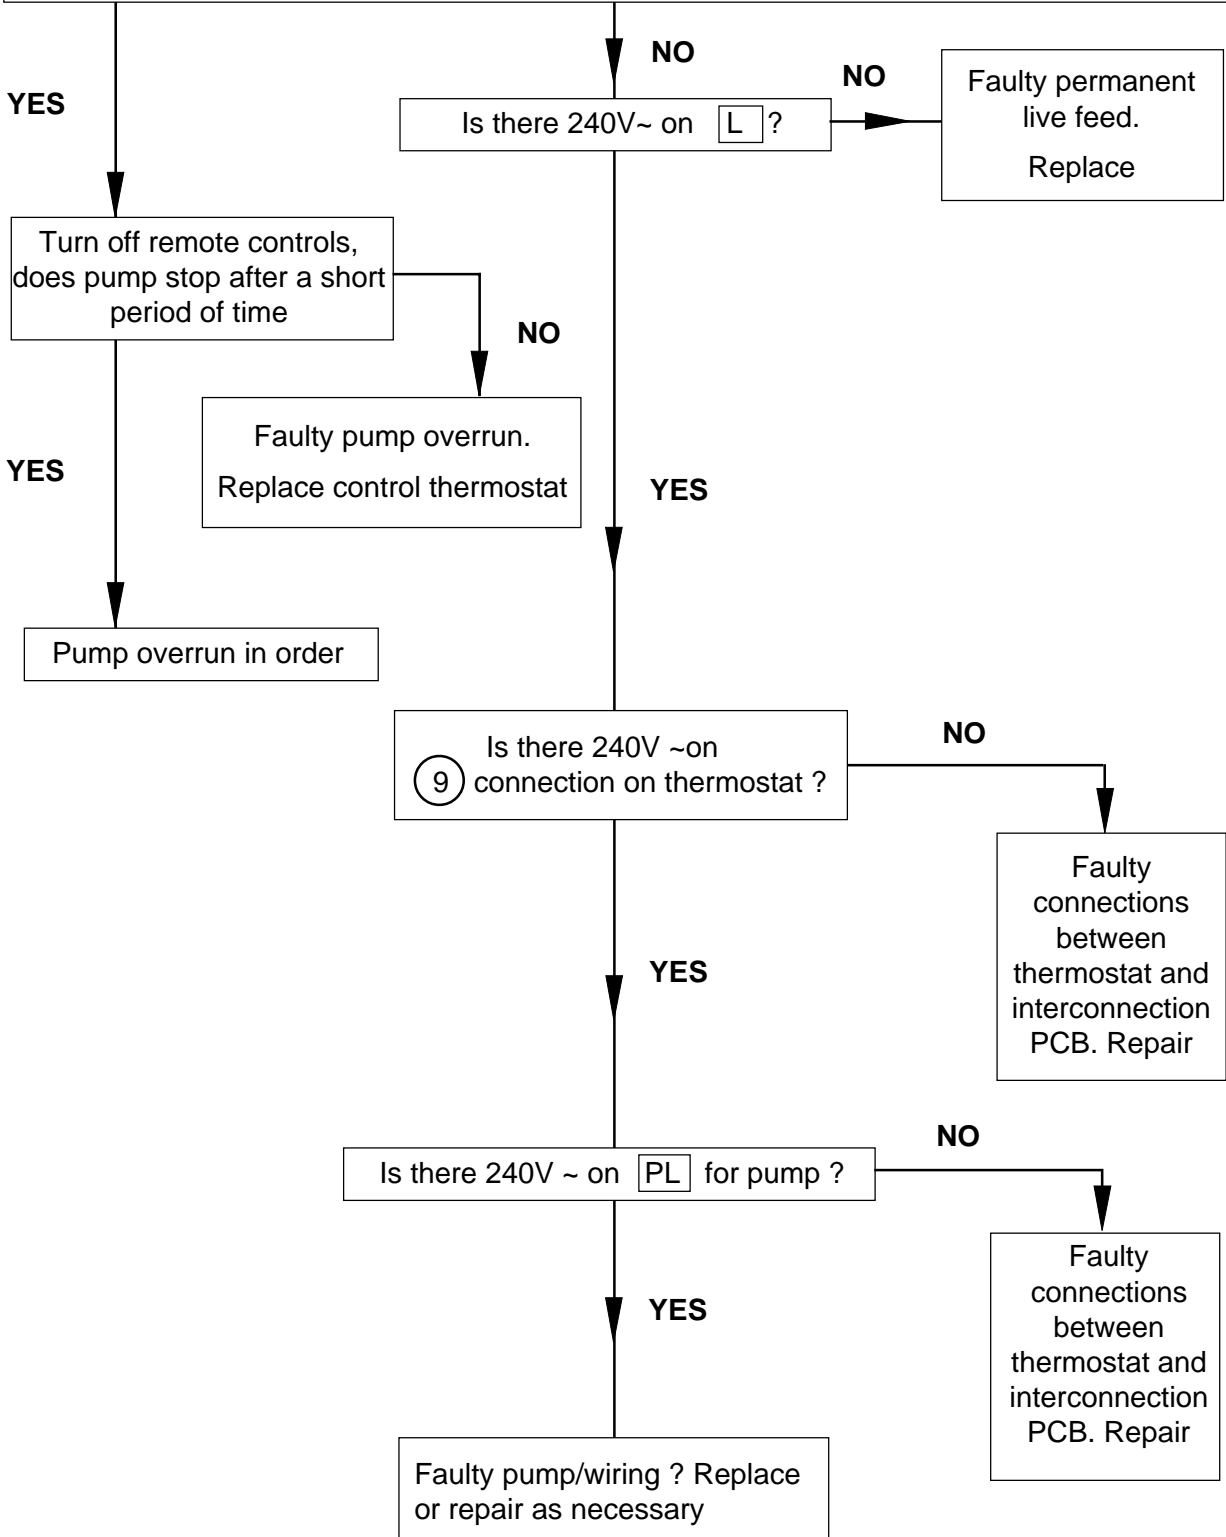 NO
YES
Is there 240V~ on L ?
NO
Faulty permanent
live feed.
Replace
Turn off remote controls,
does pump stop after a short
period of time
NO
Faulty pump overrun.
Replace control thermostat
YES
YES
Pump overrun in order
Is there 240V ~on
9 connection on thermostat ?
NO
Faulty
connections
between
thermostat and
interconnection
PCB. Repair
YES
Is there 240V ~ on PL for pump ?
NO
Faulty
connections
between
thermostat and
interconnection
PCB. Repair
YES
Faulty pump/wiring ? Replace
or repair as necessary